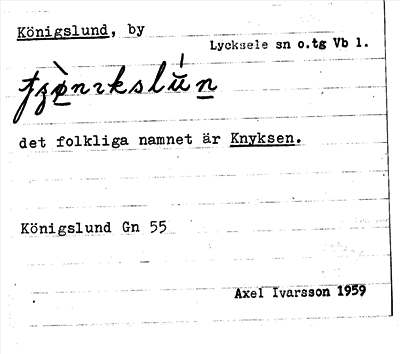 Königslund, by
Lycksele sn o.tg Vb 1.
det folkliga namnet är Knyksen.
Königslund Gn 55
Axel Ivarsson 1959